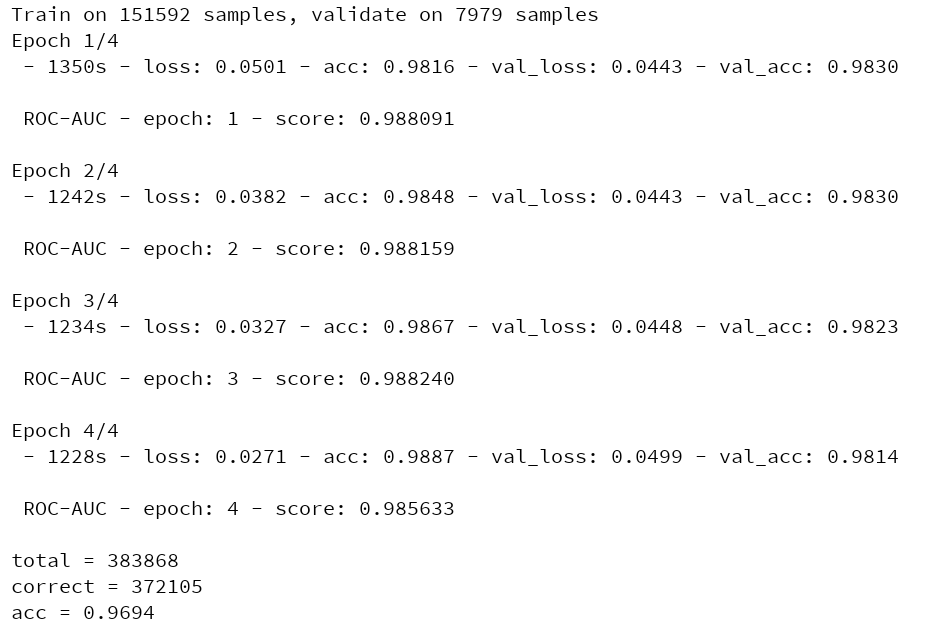 Train on 151592 samples, validate on 7979 samples
Epoch 1/4
- 1350s - loss: 0.0501 - acc: 0.9816 - val_loss: 0.0443 - val_acc: 0.9830
ROC-AUC - epoch: 1 - score: 0.988091
Epoch 2/4
- 1242s - loss: 0.0382 - acc: 0.9848 - val_loss: 0.0443 - val_acc: 0.9830
ROC-AUC - epoch: 2 - score: 0.988159
Epoch 3/4
- 1234s - loss: 0.0327 - acc: 0.9867 - val_loss: 0.0448 - val_acc: 0.9823
ROC-AUC - epoch: 3 - score: 0.988240
Epoch 4/4
- 1228s - loss: 0.0271 - acc: 0.9887 - val_loss: 0.0499 - val_acc: 0.9814
ROC-AUC - epoch: 4 - score: 0.985633
total = 383868
correct = 372105
acc = 0.9694